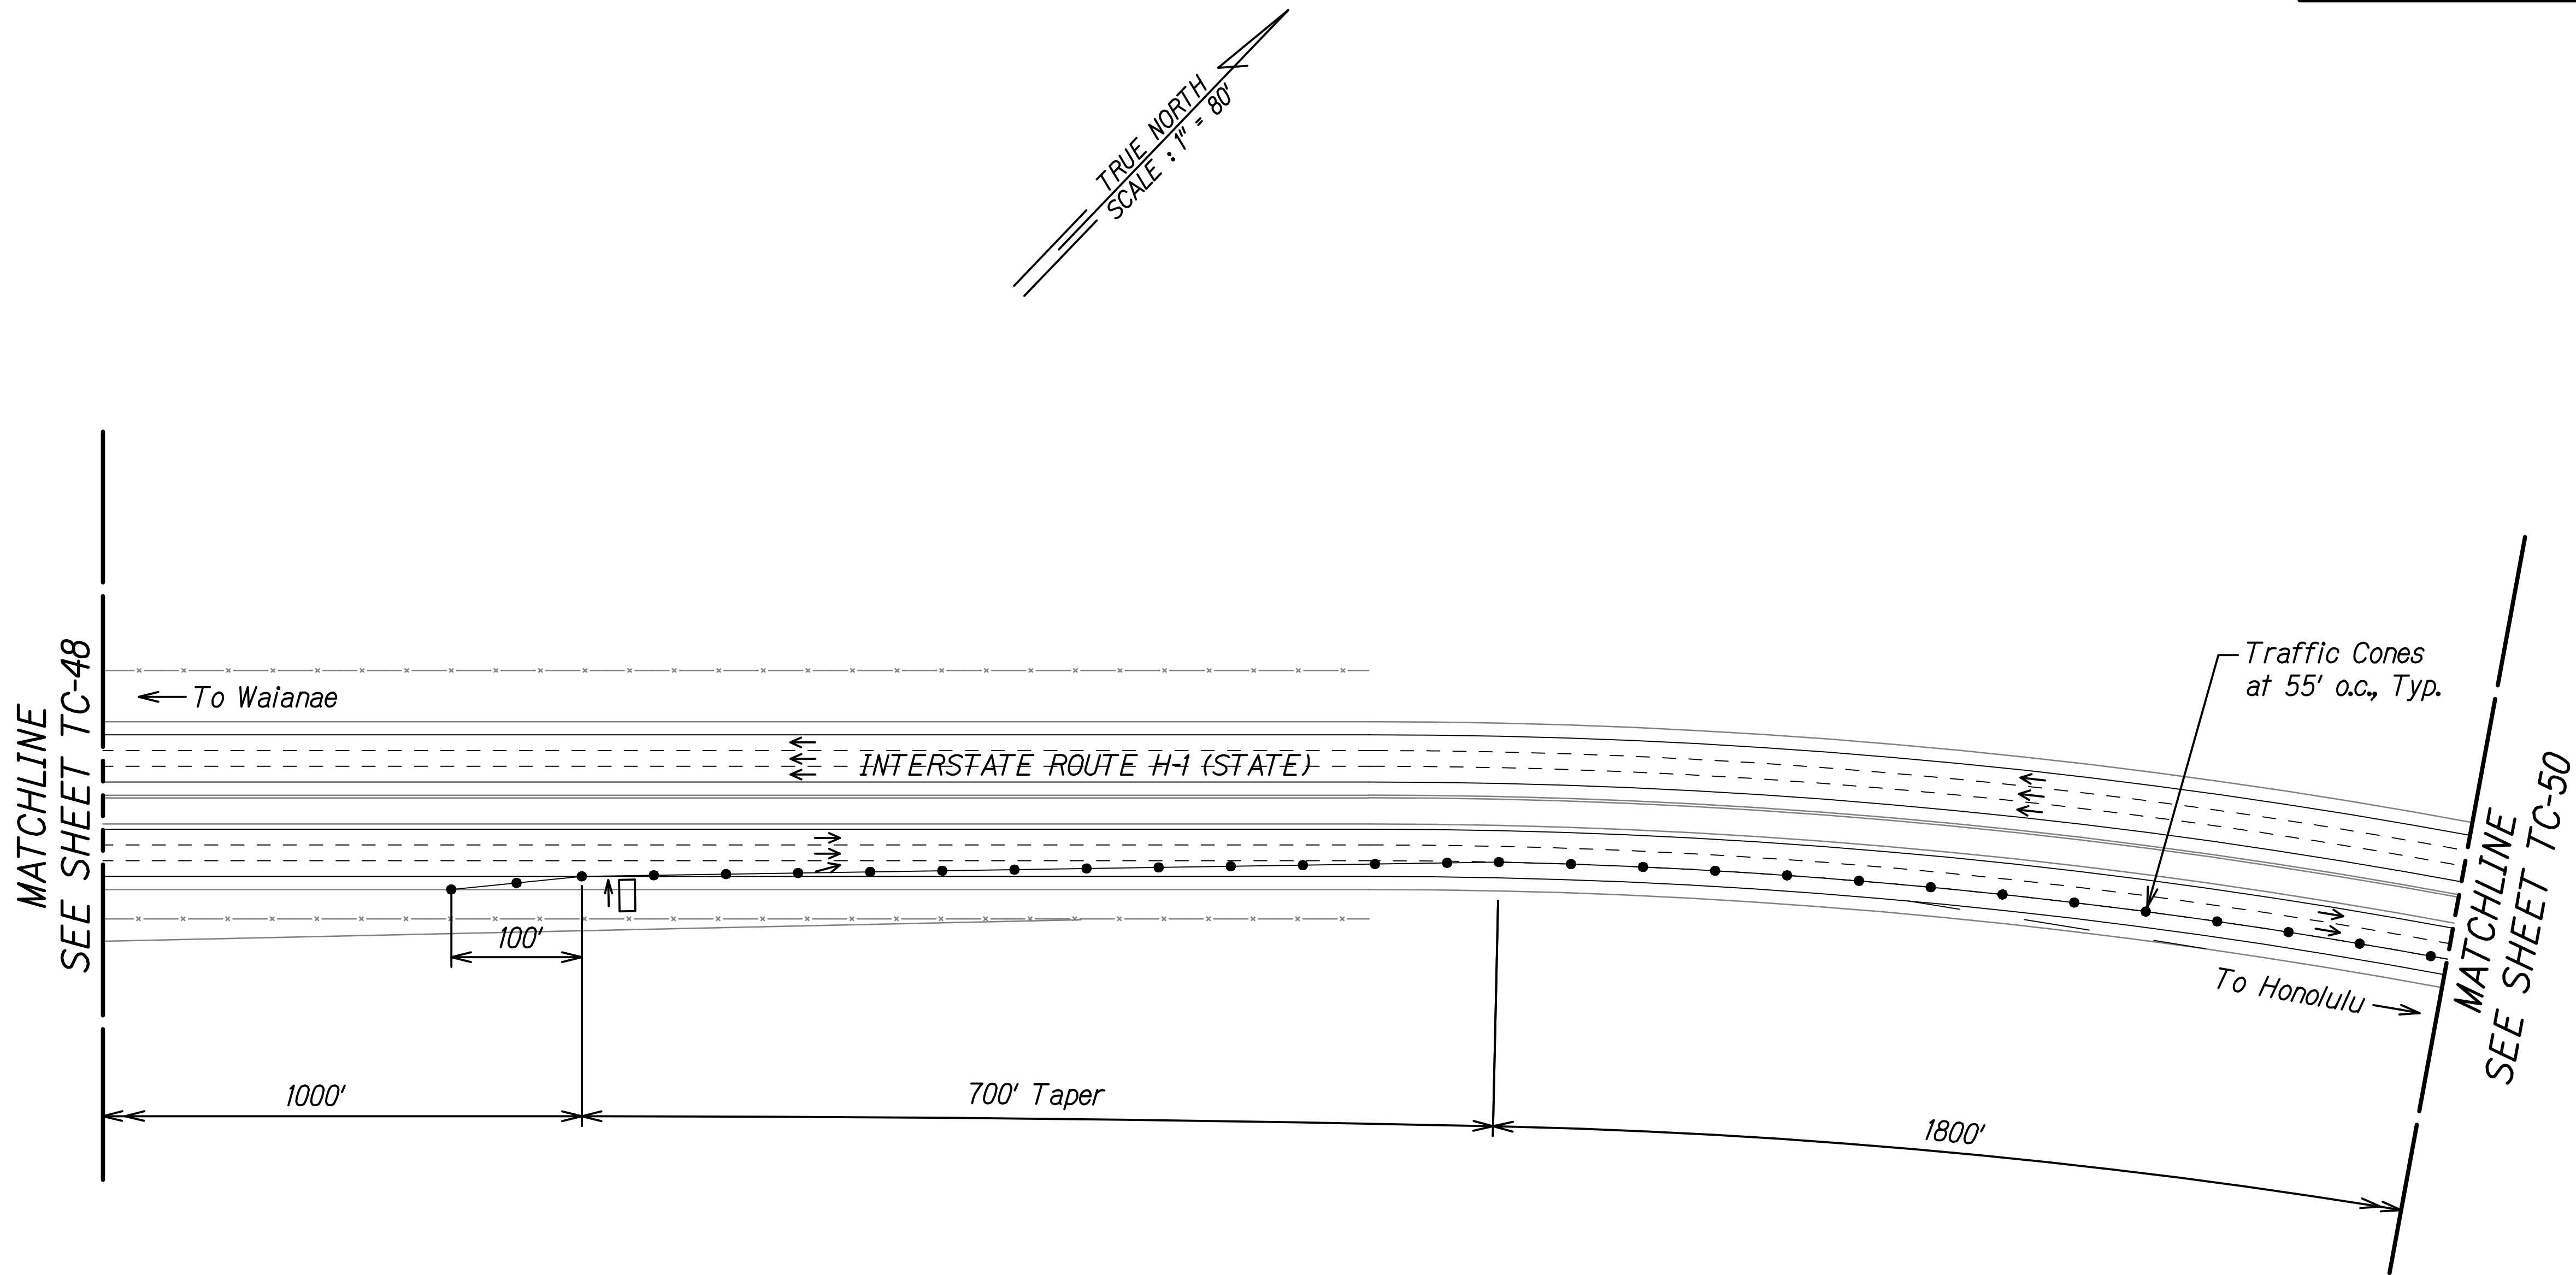 TRUE NORTH
SCALE : 1" = 80'
MATCHLINE
SEE SHEET TC-48
To Waianae
INTERSTATE ROUTE H-1 (STATE)
Traffic Cones
at 55' o.c., Typ.
MATCHLINE
SEE SHEET TC-50
To Honolulu
100'
1000'
700' Taper
1800'